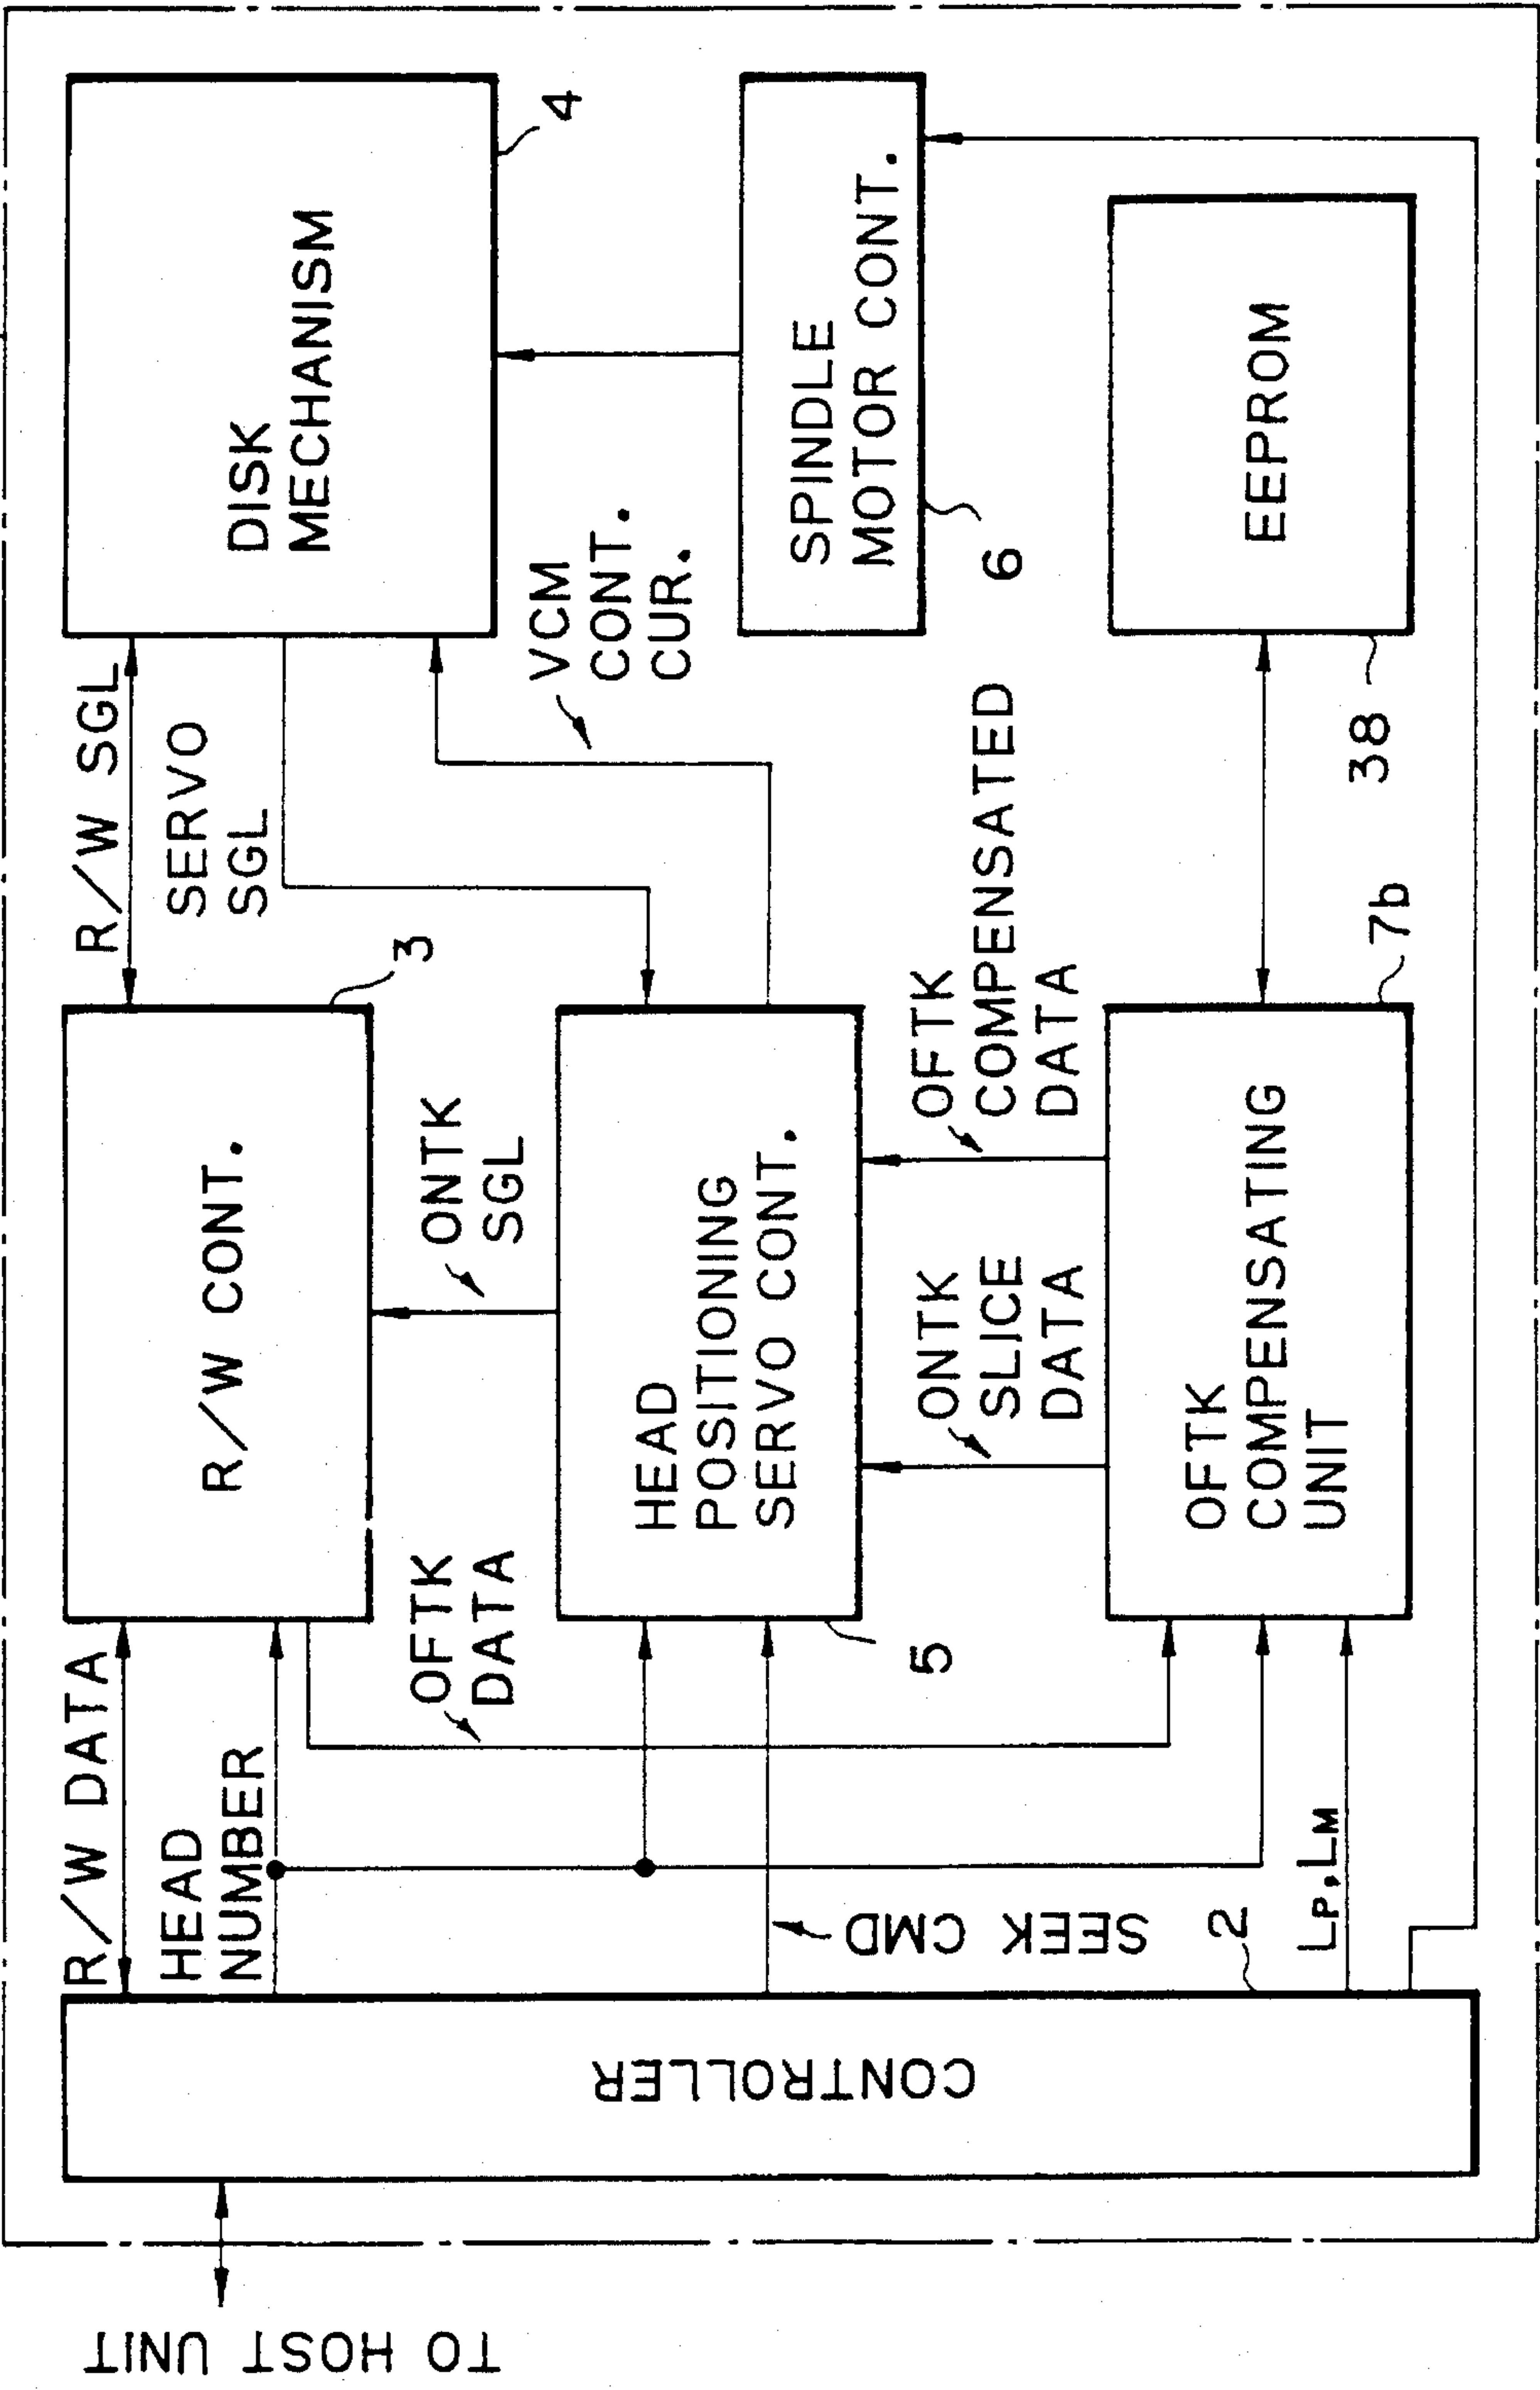 TO HOST UNIT
CONTROLLER
2
R/W DATA
HEAD
NUMBER
SEEK CMD
LP, LM
OFTK
DATA
R/W CONT.
3
ONTK
SGL
HEAD
POSITIONING
SERVO CONT.
5
ONTK
SLICE
DATA
OFTK
COMPENSATED
DATA
OFTK
COMPENSATING
UNIT
7b
R/W SGL
SERVO
SGL
VCM
CONT.
CUR.
DISK
MECHANISM
4
SPINDLE
MOTOR CONT.
6
EEPROM
38